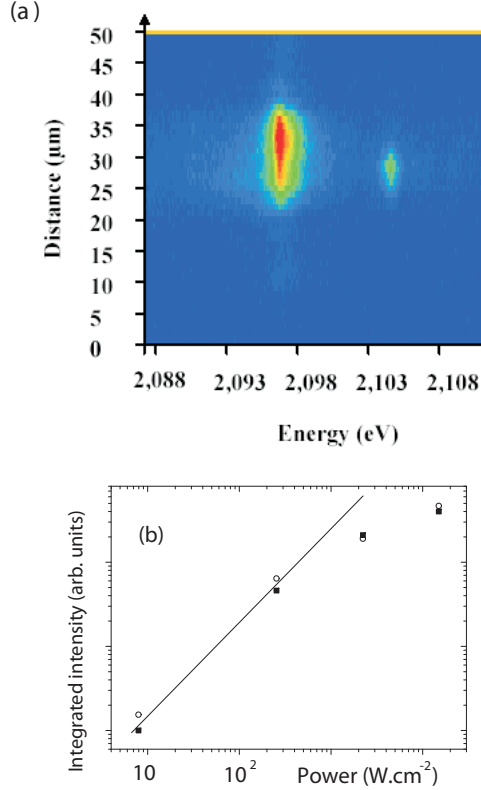 (a)
50
45
40
35
30
25
20
15
10
5
0
Distance (µm)
2,088 2,093 2,098 2,103 2,108
Energy (eV)
(b)
Integrated intensity (arb. units)
10 10² Power (W.cm⁻²)